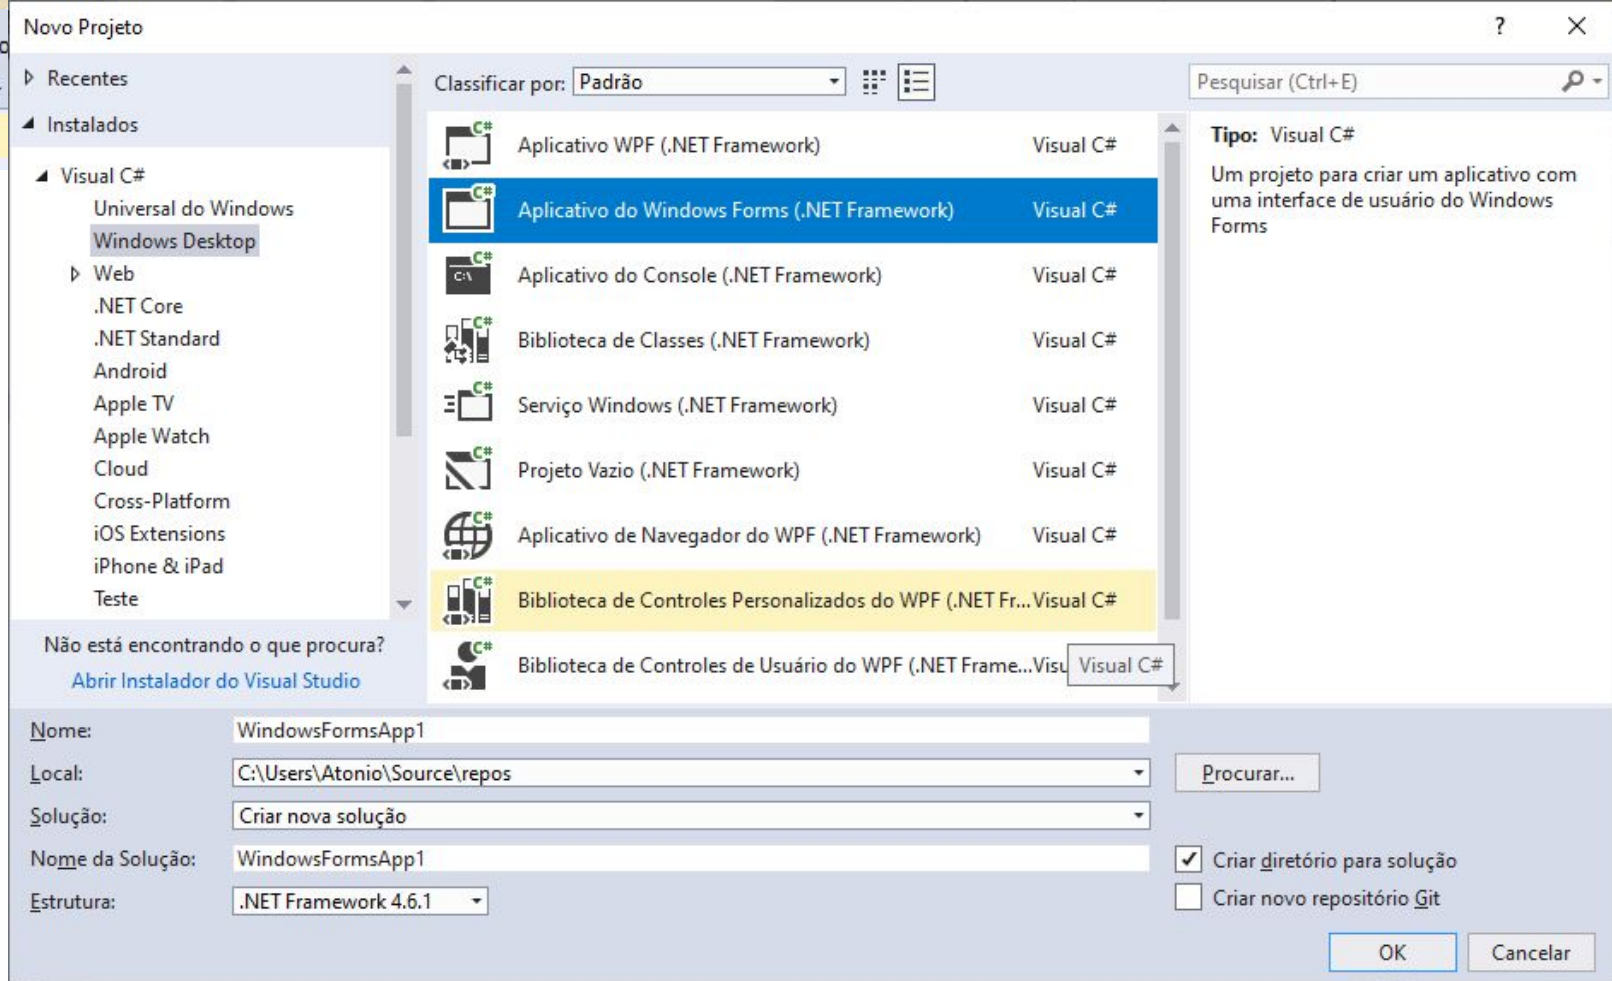 Novo Projeto
?
Recentes
Instalados
Visual C#
Universal do Windows
Windows Desktop
Web
.NET Core
.NET Standard
Android
Apple TV
Apple Watch
Cloud
Cross-Platform
iOS Extensions
iPhone & iPad
Teste
Não está encontrando o que procura?
Abrir Instalador do Visual Studio
Classificar por: Padrão
Aplicativo WPF (.NET Framework) Visual C#
Aplicativo do Windows Forms (.NET Framework) Visual C#
Aplicativo do Console (.NET Framework) Visual C#
Biblioteca de Classes (.NET Framework) Visual C#
Serviço Windows (.NET Framework) Visual C#
Projeto Vazio (.NET Framework) Visual C#
Aplicativo de Navegador do WPF (.NET Framework) Visual C#
Biblioteca de Controles Personalizados do WPF (.NET Fr... Visual C#
Biblioteca de Controles de Usuário do WPF (.NET Frame... Visu
Visual C#
Pesquisar (Ctrl+E)
Tipo: Visual C#
Um projeto para criar um aplicativo com
uma interface de usuário do Windows
Forms
Nome: WindowsFormsApp1
Local: C:\Users\Atonio\Source\repos
Procurar...
Solução: Criar nova solução
Nome da Solução: WindowsFormsApp1
Criar diretório para solução
Estrutura: .NET Framework 4.6.1
Criar novo repositório Git
OK
Cancelar